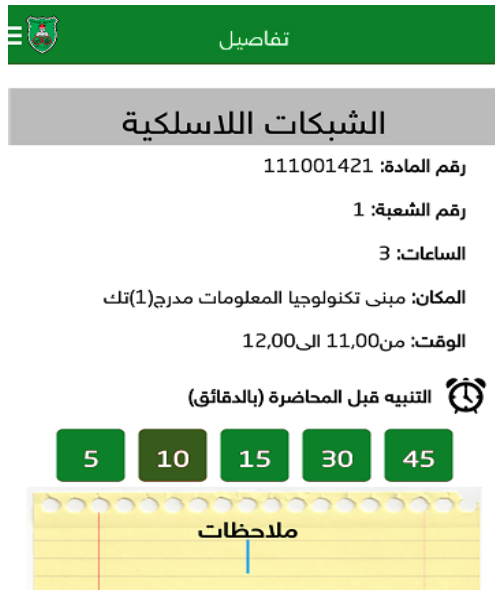 تفاصيل
الشبكات اللاسلكية
رقم المادة: 111001421
رقم الشعبة: 1
الساعات: 3
المكان: مبنى تكنولوجيا المعلومات مدرج(1)تك
الوقت: من11,00 الى12,00
التنبيه قبل المحاضرة (بالدقائق)
5 10 15 30 45
ملاحظات